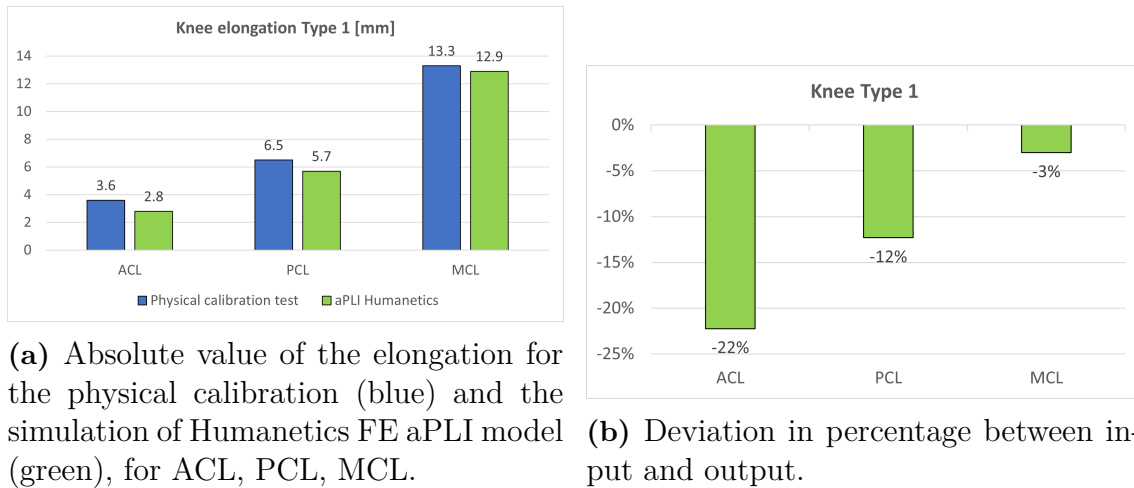 Knee elongation Type 1 [mm]
14
12
10
8
6
4
2
0
3.6
2.8
6.5
5.7
13.3
12.9
ACL
PCL
MCL
Physical calibration test
aPLI Humanetics
(a) Absolute value of the elongation for
the physical calibration (blue) and the
simulation of Humanetics FE aPLI model
(green), for ACL, PCL, MCL.
Knee Type 1
0%
-5%
-10%
-15%
-20%
-25%
-22%
-12%
-3%
ACL
PCL
MCL
(b) Deviation in percentage between in-
put and output.